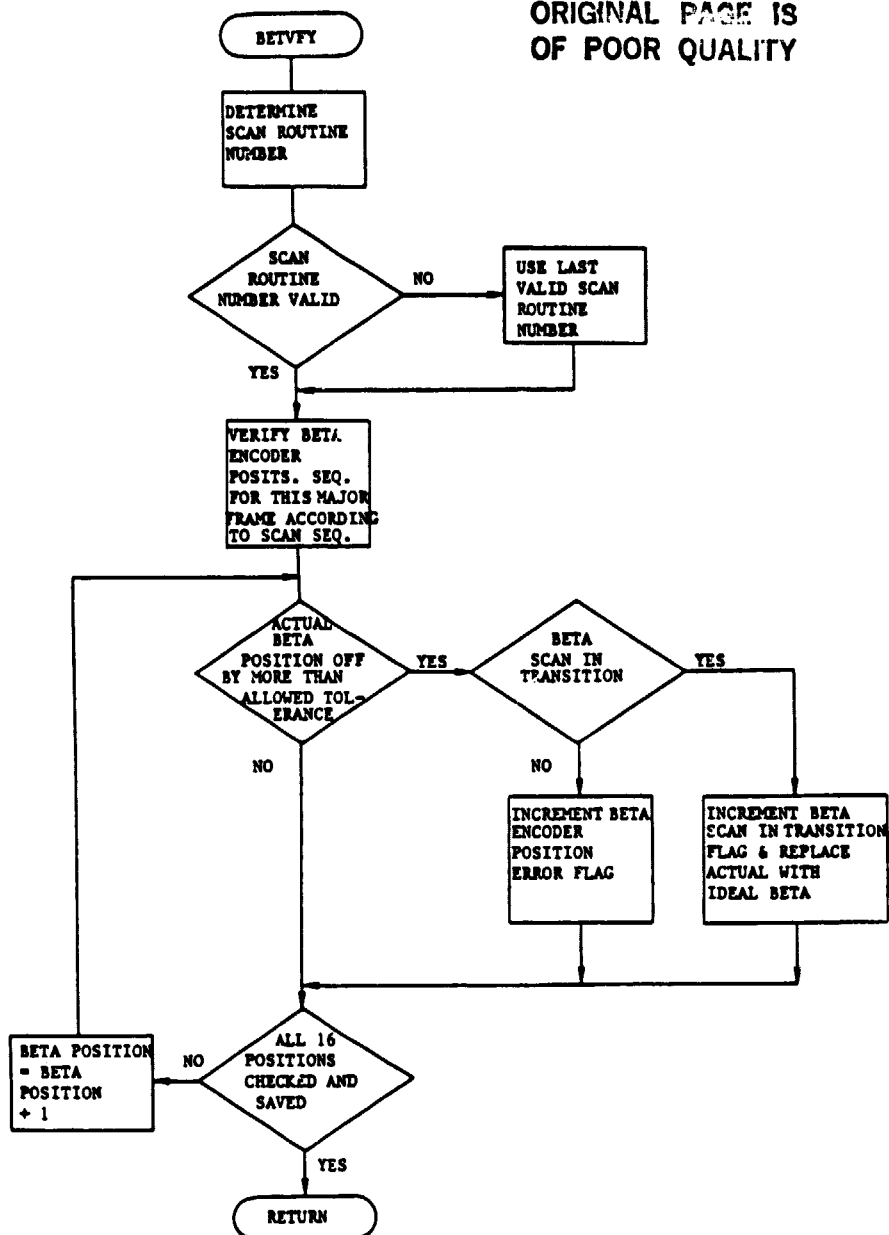 ORIGINAL PAGE IS
OF POOR QUALITY
BETVFY
DETERMINE
SCAN ROUTINE
NUMBER
SCAN
ROUTINE
NUMBER VALID
NO
USE LAST
VALID SCAN
ROUTINE
NUMBER
YES
VERIFY BETA
ENCODER
POSITS. SEQ.
FOR THIS MAJOR
FRAME ACCORDING
TO SCAN SEQ.
ACTUAL
BETA
POSITION OFF
BY MORE THAN
ALLOWED TOL-
ERANCE
YES
BETA
SCAN IN
TRANSITION
YES
NO
NO
INCREMENT BETA
ENCODER
POSITION
ERROR FLAG
INCREMENT BETA
SCAN IN TRANSITION
FLAG & REPLACE
ACTUAL WITH
IDEAL BETA
ALL 16
POSITIONS
CHECKED AND
SAVED
NO
BETA POSITION
= BETA
POSITION
+ 1
YES
RETURN